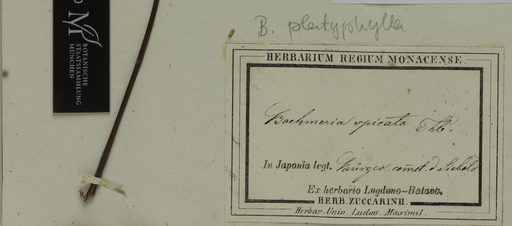 B. platyphylla
BOTANISCHE
STAATSSAMMLUNG
MÜNCHEN
HERBARIUM REGIUM MONACENSE
Boehmeria spicata Thb.
In Japonia legt. Bürger comt. d. Siebold
Ex herbario Lugduno-Batavo.
HERB. ZUCCARINII.
Herbar. Univ. Ludov. Maximil.